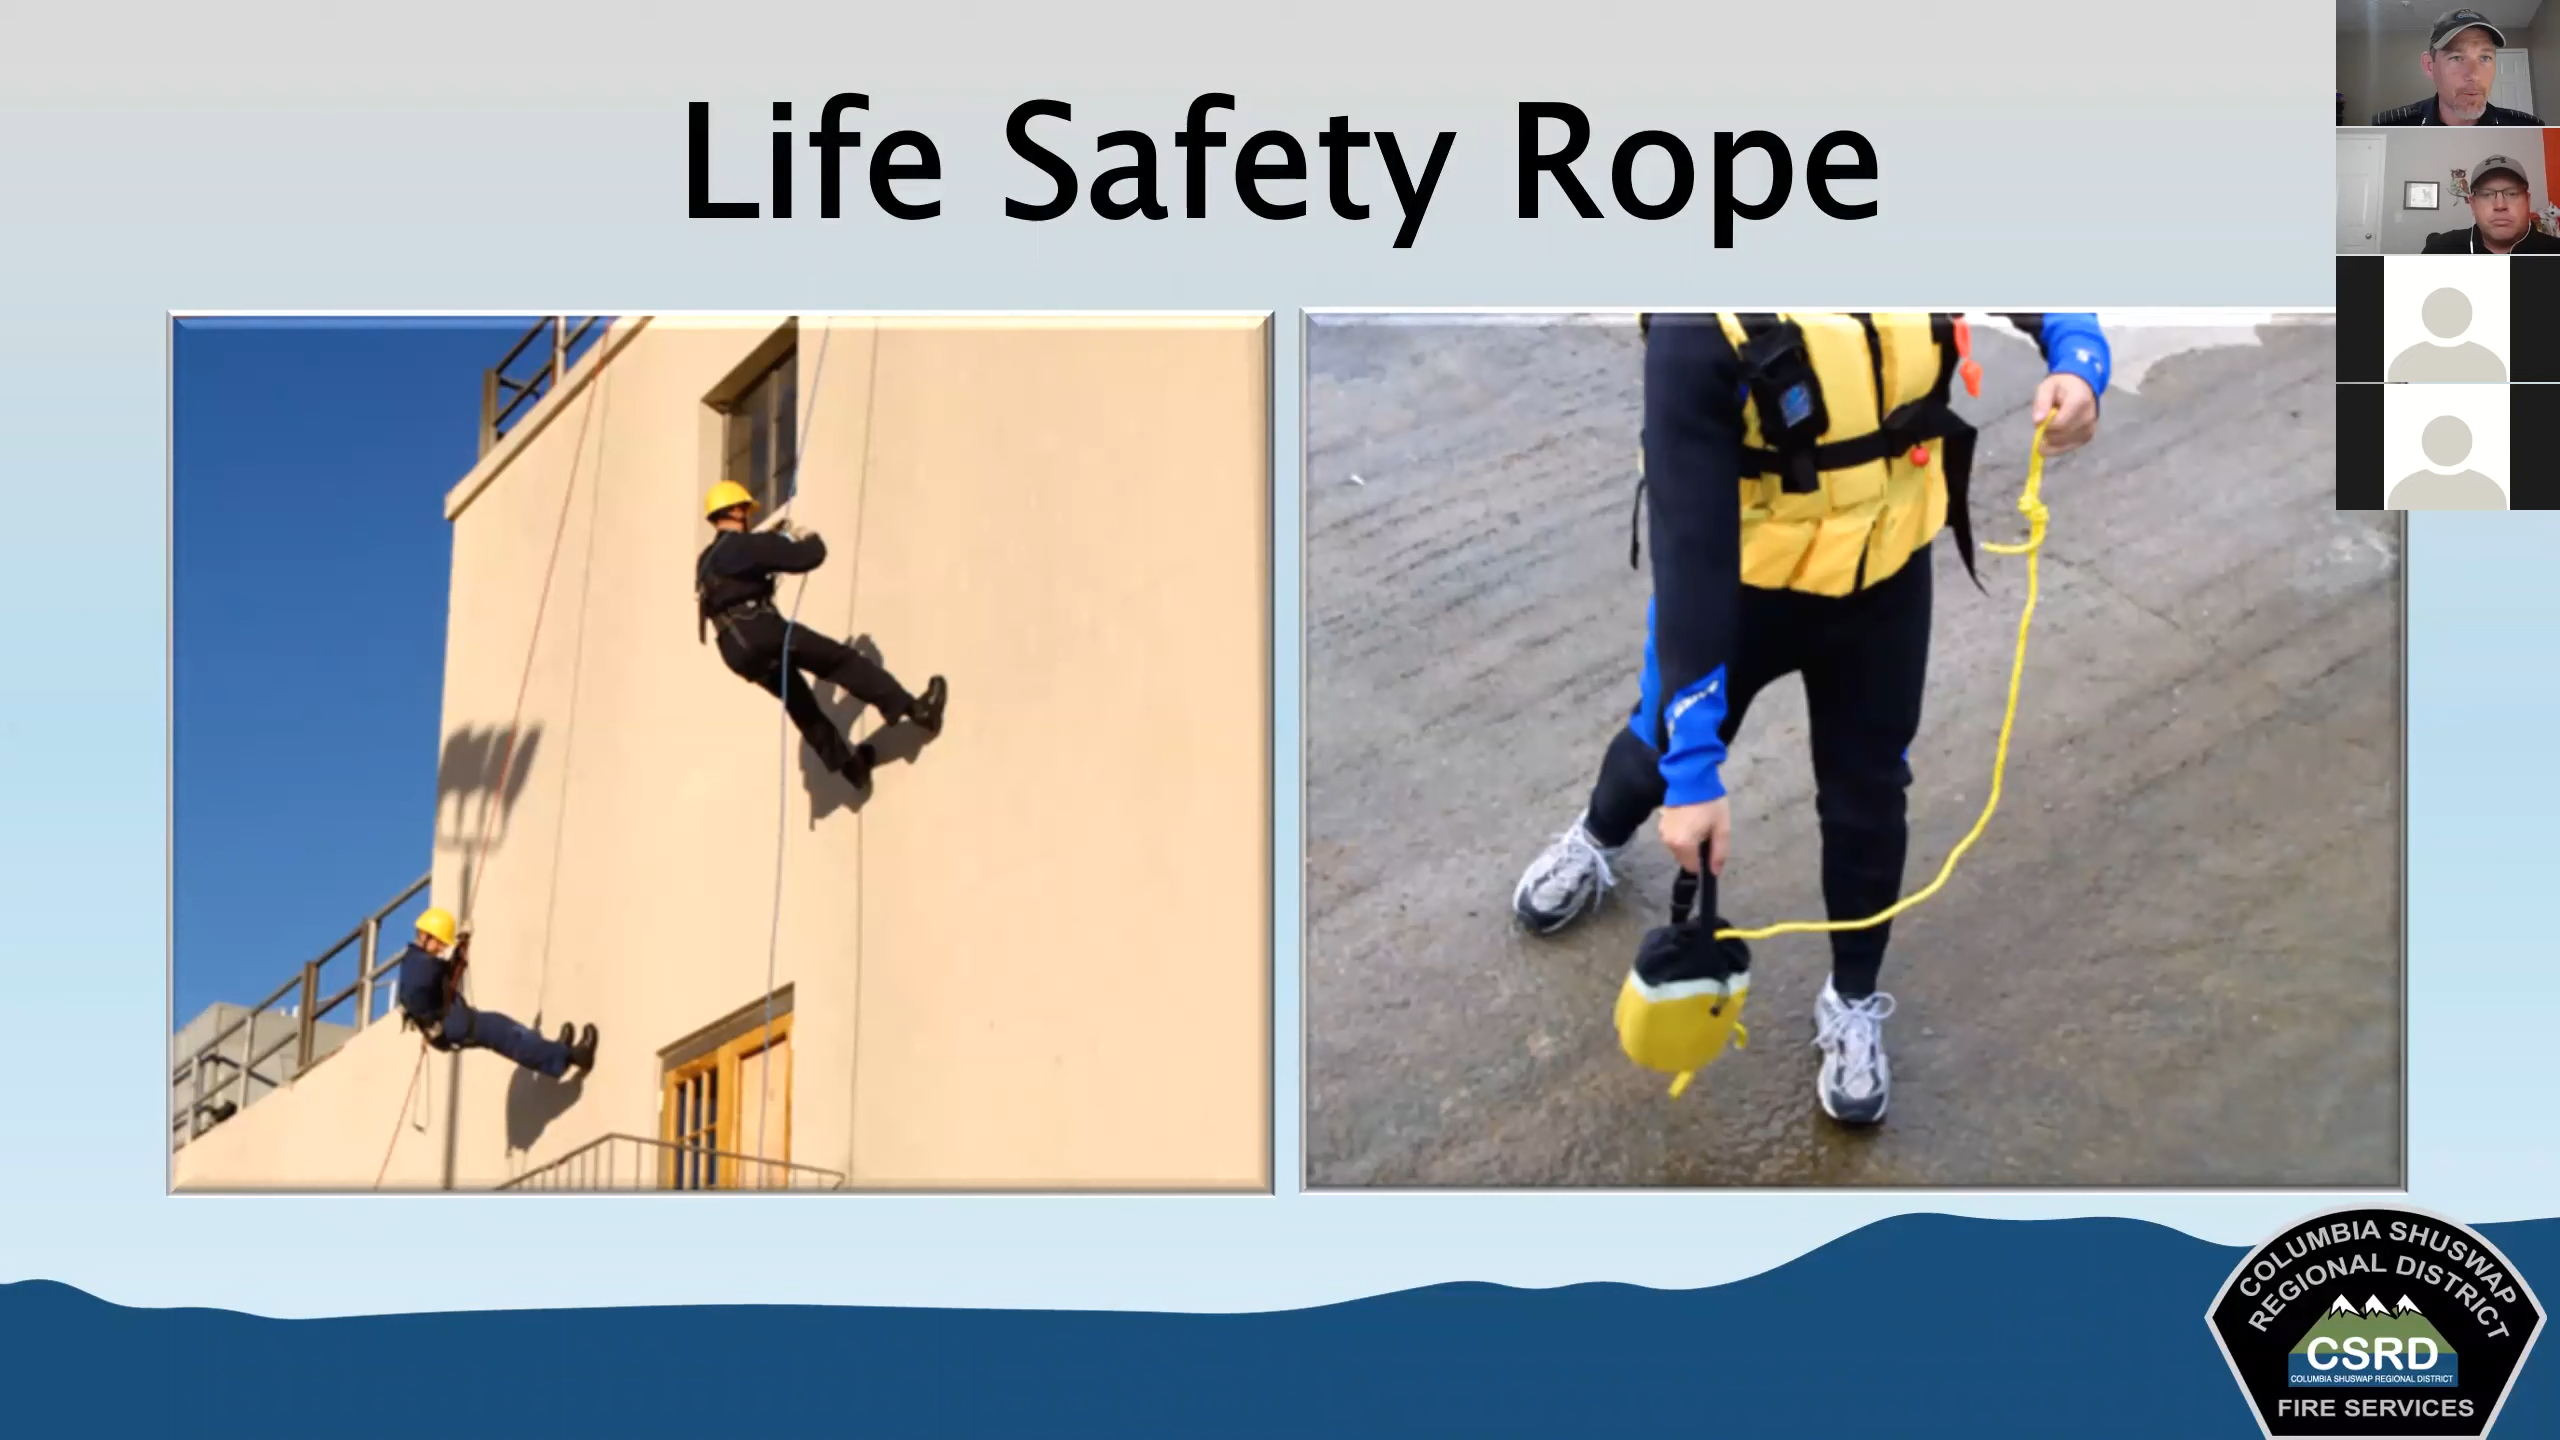 Life Safety Rope
COLUMBIA SHUSWAP
REGIONAL DISTRICT
CSRD
COLUMBIA SHUSWAP REGIONAL DISTRICT
FIRE SERVICES